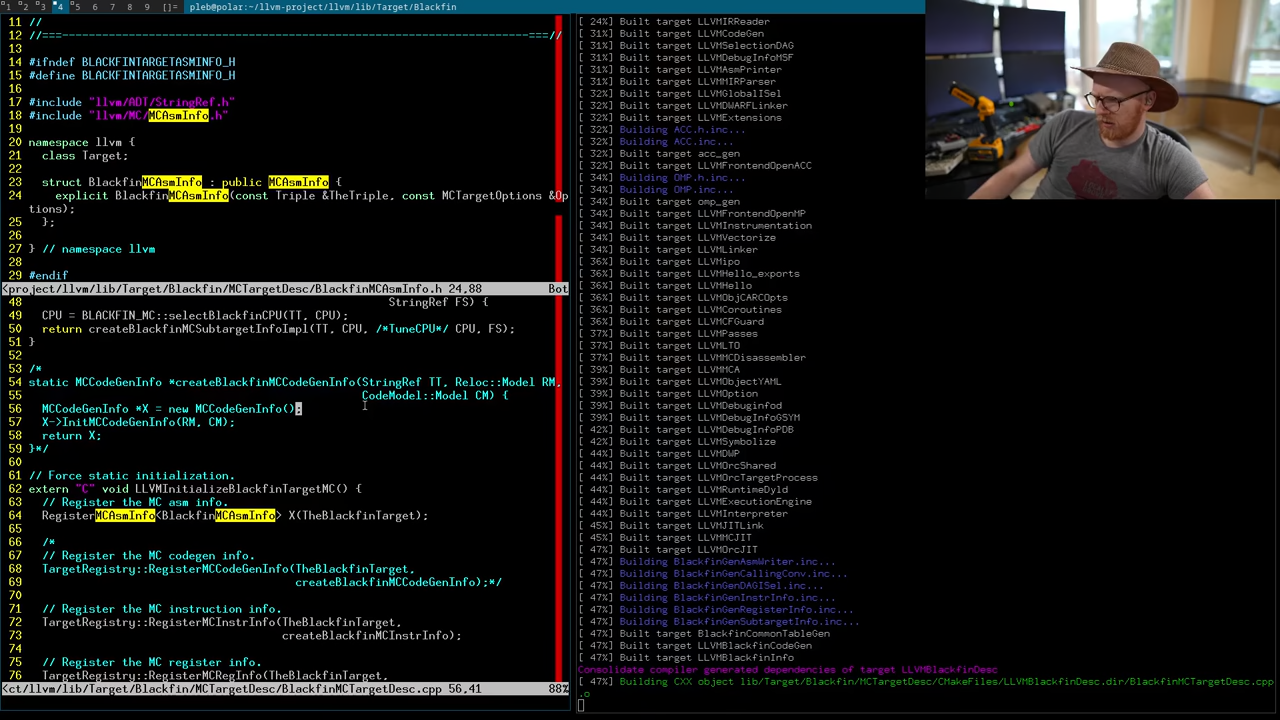 1 2 3 4 5 6 7 8 9 []= pleb@polar:~/llvm-project/llvm/lib/Target/Blackfin
11 //
12 //===----------------------------------------------------------------------===//
13
14 #ifndef BLACKFINTARGETASMINFO_H
15 #define BLACKFINTARGETASMINFO_H
16
17 #include "llvm/ADT/StringRef.h"
18 #include "llvm/MC/MCAsmInfo.h"
19
20 namespace llvm {
21 class Target;
22
23 struct BlackfinMCAsmInfo : public MCAsmInfo {
24 explicit BlackfinMCAsmInfo(const Triple &TheTriple, const MCTargetOptions &Op
tions);
25 };
26
27 } // namespace llvm
28
29 #endif
<project/llvm/lib/Target/Blackfin/MCTargetDesc/BlackfinMCAsmInfo.h 24,88 Bot
48 StringRef FS) {
49 CPU = BLACKFIN_MC::selectBlackfinCPU(TT, CPU);
50 return createBlackfinMCSubtargetInfoImpl(TT, CPU, /*TuneCPU*/ CPU, FS);
51 }
52
53 /*
54 static MCCodeGenInfo *createBlackfinMCCodeGenInfo(StringRef TT, Reloc::Model RM,
55 CodeModel::Model CM) {
56 MCCodeGenInfo *X = new MCCodeGenInfo();
57 X->InitMCCodeGenInfo(RM, CM);
58 return X;
59 }*/
60
61 // Force static initialization.
62 extern "C" void LLVMInitializeBlackfinTargetMC() {
63 // Register the MC asm info.
64 RegisterMCAsmInfo<BlackfinMCAsmInfo> X(TheBlackfinTarget);
65
66 /*
67 // Register the MC codegen info.
68 TargetRegistry::RegisterMCCodeGenInfo(TheBlackfinTarget,
69 createBlackfinMCCodeGenInfo);*/
70
71 // Register the MC instruction info.
72 TargetRegistry::RegisterMCInstrInfo(TheBlackfinTarget,
73 createBlackfinMCInstrInfo);
74
75 // Register the MC register info.
76 TargetRegistry::RegisterMCRegInfo(TheBlackfinTarget,
<ct/llvm/lib/Target/Blackfin/MCTargetDesc/BlackfinMCTargetDesc.cpp 56,41 88%
[ 24%] Built target LLVMIRReader
[ 31%] Built target LLVMCodeGen
[ 31%] Built target LLVMSelectionDAG
[ 31%] Built target LLVMDebugInfoMSF
[ 31%] Built target LLVMAsmPrinter
[ 31%] Built target LLVMMIRParser
[ 32%] Built target LLVMGlobalISel
[ 32%] Built target LLVMDWARFLinker
[ 32%] Built target LLVMExtensions
[ 32%] Building ACC.h.inc...
[ 32%] Building ACC.inc...
[ 32%] Built target acc_gen
[ 32%] Built target LLVMFrontendOpenACC
[ 34%] Building OMP.h.inc...
[ 34%] Building OMP.inc...
[ 34%] Built target omp_gen
[ 34%] Built target LLVMFrontendOpenMP
[ 34%] Built target LLVMInstrumentation
[ 34%] Built target LLVMVectorize
[ 34%] Built target LLVMLinker
[ 36%] Built target LLVMipo
[ 36%] Built target LLVMHello_exports
[ 36%] Built target LLVMHello
[ 36%] Built target LLVMObjCARCOpts
[ 36%] Built target LLVMCoroutines
[ 36%] Built target LLVMCFGuard
[ 37%] Built target LLVMPasses
[ 37%] Built target LLVMLTO
[ 37%] Built target LLVMMCDisassembler
[ 39%] Built target LLVMMCA
[ 39%] Built target LLVMObjectYAML
[ 39%] Built target LLVMOption
[ 39%] Built target LLVMDebuginfod
[ 39%] Built target LLVMDebugInfoGSYM
[ 42%] Built target LLVMDebugInfoPDB
[ 44%] Built target LLVMSymbolize
[ 44%] Built target LLVMDWP
[ 44%] Built target LLVMOrcShared
[ 44%] Built target LLVMOrcTargetProcess
[ 44%] Built target LLVMRuntimeDyld
[ 44%] Built target LLVMExecutionEngine
[ 44%] Built target LLVMInterpreter
[ 45%] Built target LLVMJITLink
[ 45%] Built target LLVMMCJIT
[ 47%] Built target LLVMOrcJIT
[ 47%] Building BlackfinGenAsmWriter.inc...
[ 47%] Building BlackfinGenCallingConv.inc...
[ 47%] Building BlackfinGenDAGISel.inc...
[ 47%] Building BlackfinGenInstrInfo.inc...
[ 47%] Building BlackfinGenRegisterInfo.inc...
[ 47%] Building BlackfinGenSubtargetInfo.inc...
[ 47%] Built target BlackfinCommonTableGen
[ 47%] Built target LLVMBlackfinCodeGen
[ 47%] Built target LLVMBlackfinInfo
Consolidate compiler generated dependencies of target LLVMBlackfinDesc
[ 47%] Building CXX object lib/Target/Blackfin/MCTargetDesc/CMakeFiles/LLVMBlackfinDesc.dir/BlackfinMCTargetDesc.cpp
.o